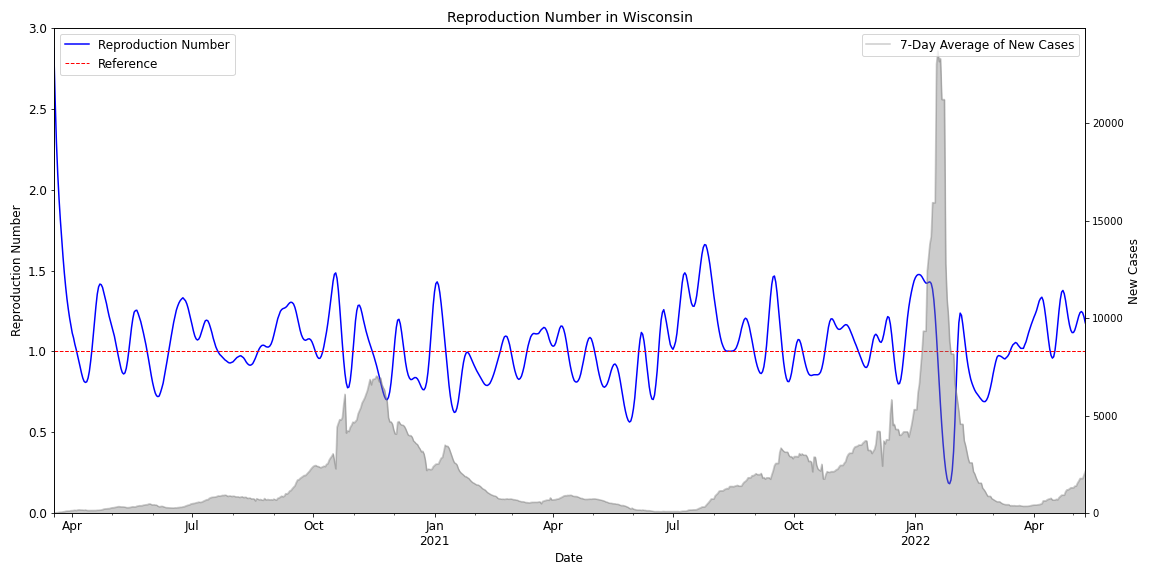 Reproduction Number in Wisconsin
Reproduction Number
Reference
7-Day Average of New Cases
3.0
2.5
2.0
1.5
1.0
0.5
0.0
Reproduction Number
20000
15000
10000
5000
0
New Cases
Apr
Jul
Oct
Jan
2021
Apr
Jul
Oct
Jan
2022
Apr
Date